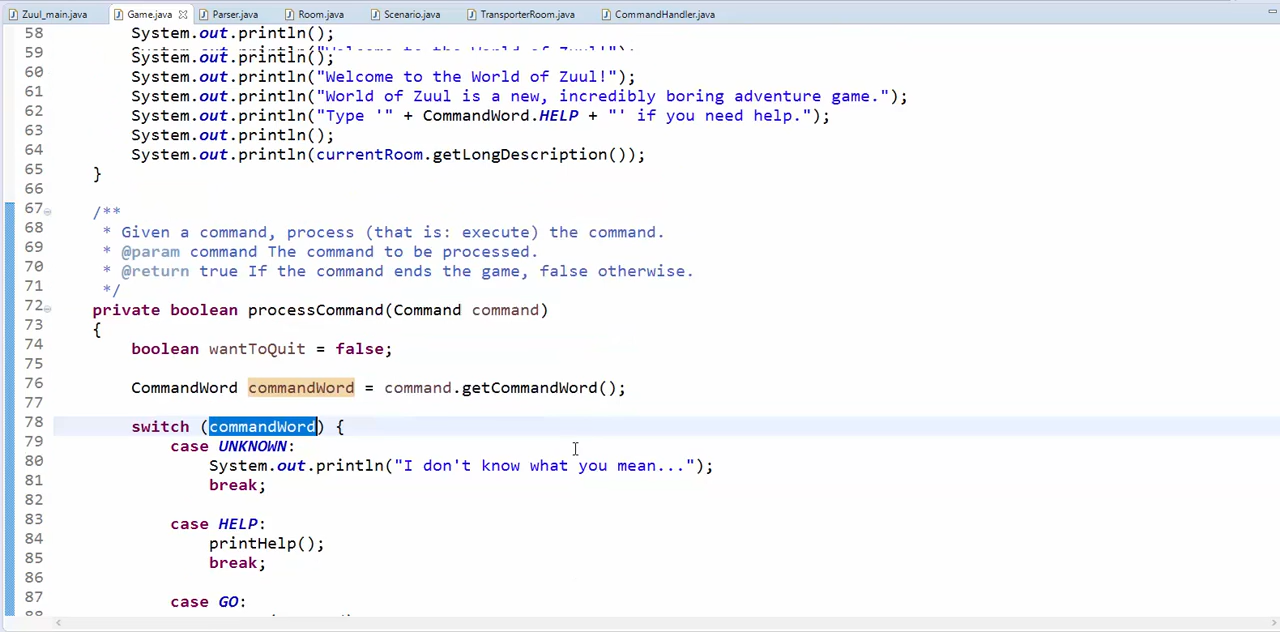 Zuul_main.java Game.java Parser.java Room.java Scenario.java TransporterRoom.java CommandHandler.java
58 System.out.println();
59 System.out.println();
60 System.out.println("Welcome to the World of Zuul!");
61 System.out.println("World of Zuul is a new, incredibly boring adventure game.");
62 System.out.println("Type '" + CommandWord.HELP + "' if you need help.");
63 System.out.println();
64 System.out.println(currentRoom.getLongDescription());
65 }
66
67 /**
68 * Given a command, process (that is: execute) the command.
69 * @param command The command to be processed.
70 * @return true If the command ends the game, false otherwise.
71 */
72 private boolean processCommand(Command command)
73 {
74 boolean wantToQuit = false;
75
76 CommandWord commandWord = command.getCommandWord();
77
78 switch (commandWord) {
79 case UNKNOWN:
80 System.out.println("I don't know what you mean...");
81 break;
82
83 case HELP:
84 printHelp();
85 break;
86
87 case GO:
88